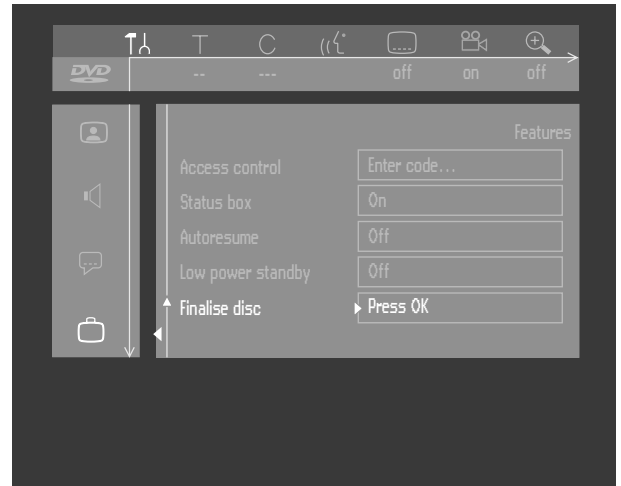 T C
DVD -- --- off on off
Features
Access control Enter code...
Status box On
Autoresume Off
Low power standby Off
Finalise disc Press OK